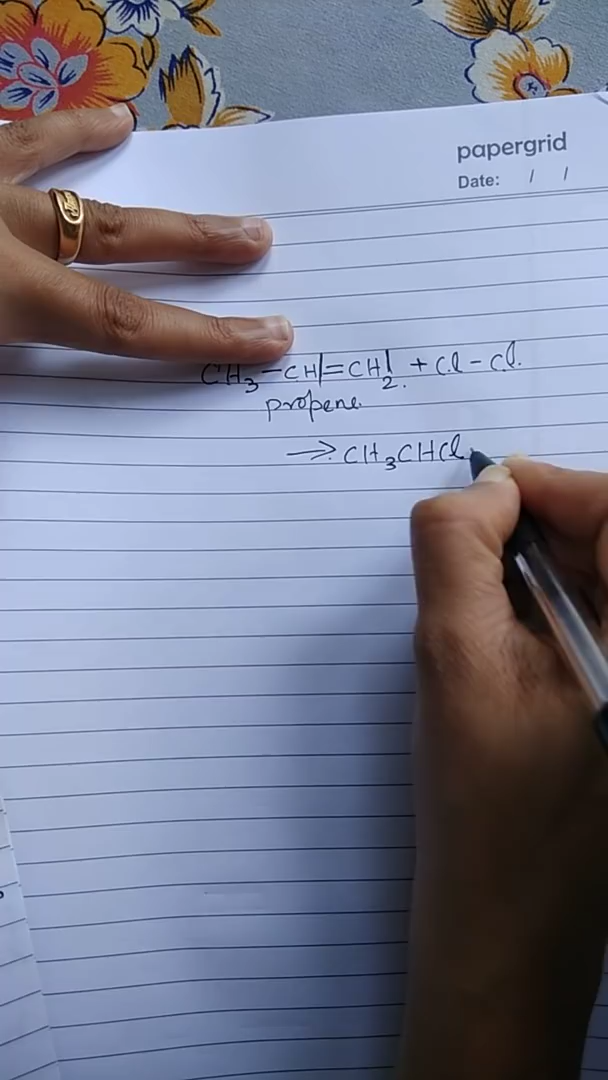 papergrid
Date: / /
CH₃-CH=CH₂ + Cl-Cl.
propene
→ CH₃CHCl